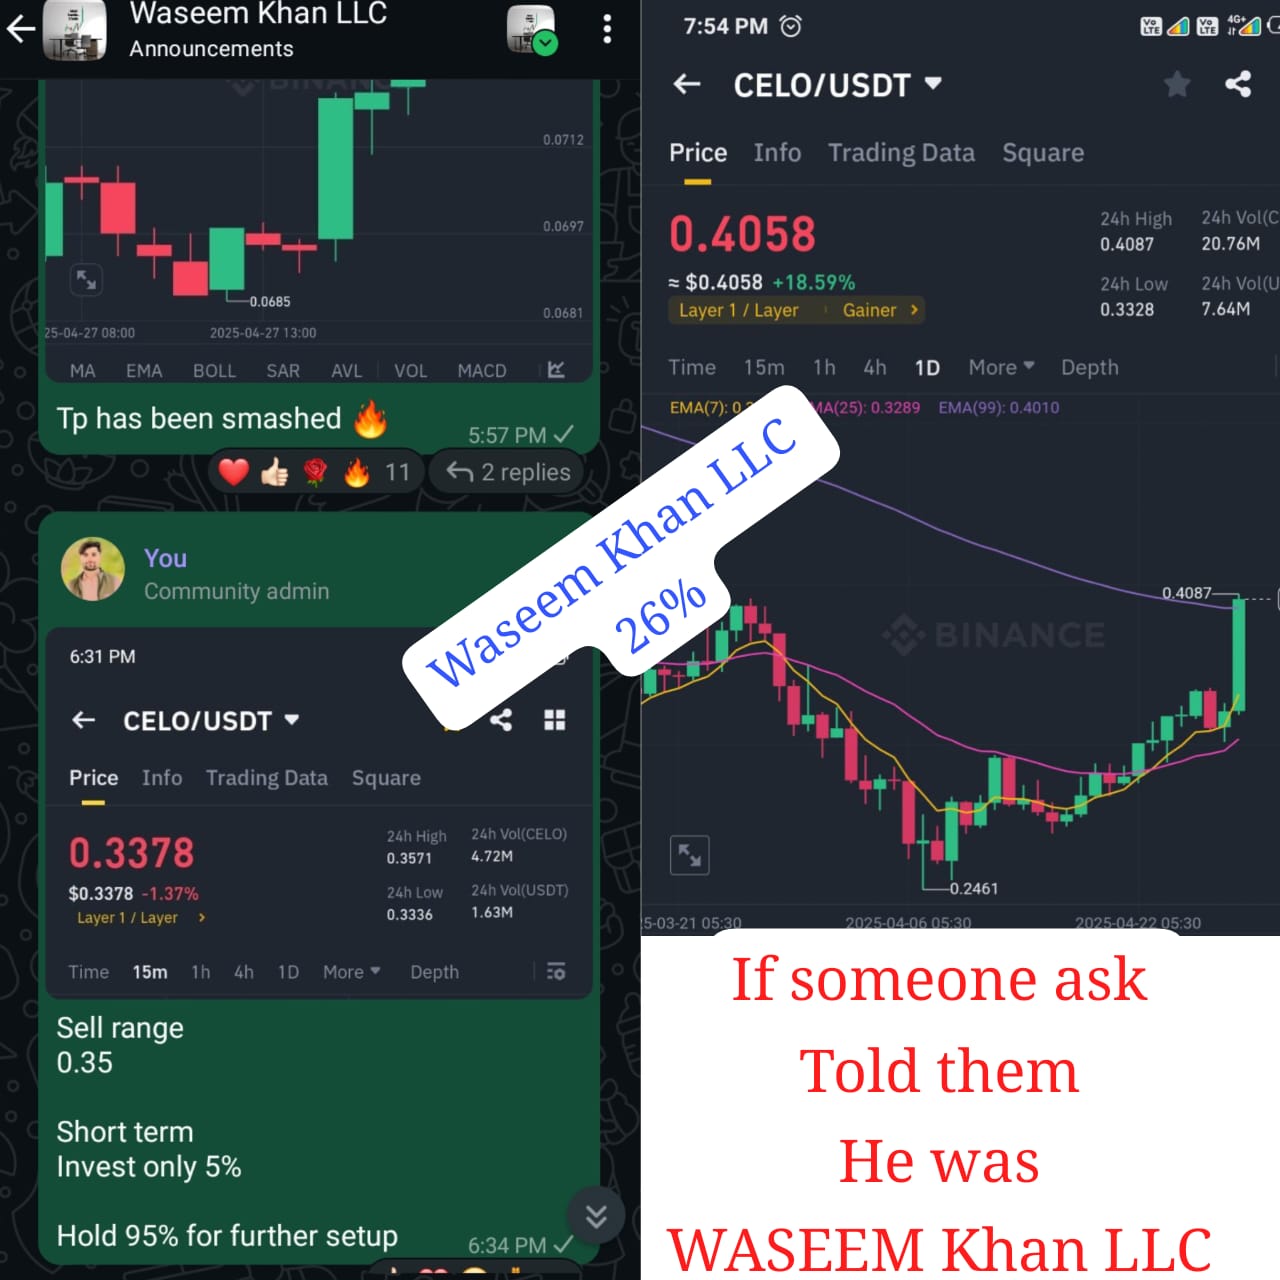 Waseem Khan LLC
Announcements
BINANCE
0.0712
0.0697
0.0685
0.0681
25-04-27 08:00
2025-04-27 13:00
MA EMA BOLL SAR AVL VOL MACD
Tp has been smashed 🔥
5:57 PM
❤️ 👍🏻 🌹 🔥 11
2 replies
You
Community admin
6:31 PM
CELO/USDT
Price Info Trading Data Square
0.3378
$0.3378 -1.37%
Layer 1 / Layer >
24h High
0.3571
24h Vol(CELO)
4.72M
24h Low
0.3336
24h Vol(USDT)
1.63M
Time 15m 1h 4h 1D More Depth
Sell range
0.35
Short term
Invest only 5%
Hold 95% for further setup
6:34 PM
Waseem Khan LLC
26%
7:54 PM
Vo LTE Vo LTE 4G+
CELO/USDT
Price Info Trading Data Square
0.4058
≈ $0.4058 +18.59%
Layer 1 / Layer Gainer >
24h High
0.4087
24h Vol(C
20.76M
24h Low
0.3328
24h Vol(U
7.64M
Time 15m 1h 4h 1D More Depth
EMA(7): 0.3
MA(25): 0.3289 EMA(99): 0.4010
0.4087
BINANCE
0.2461
5-03-21 05:30
2025-04-06 05:30
2025-04-22 05:30
If someone ask
Told them
He was
WASEEM Khan LLC